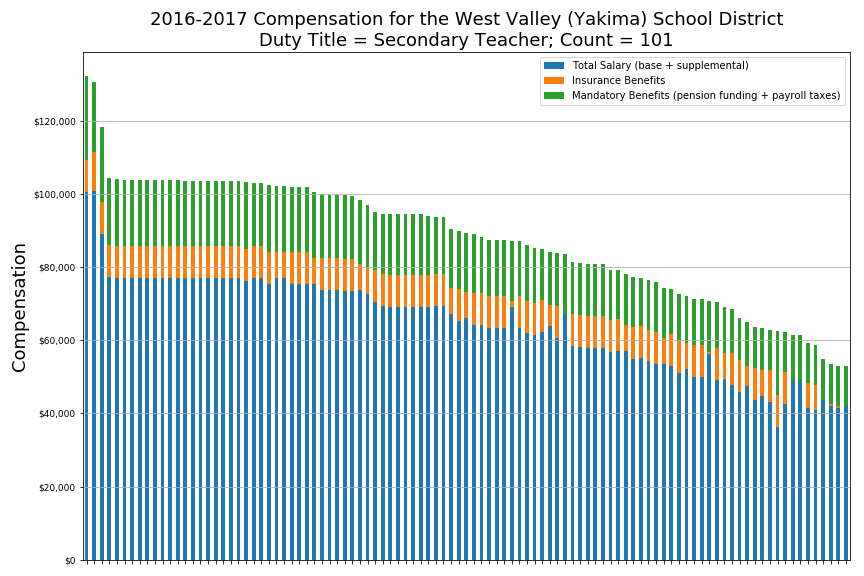 2016-2017 Compensation for the West Valley (Yakima) School District
Duty Title = Secondary Teacher; Count = 101
Total Salary (base + supplemental)
Insurance Benefits
Mandatory Benefits (pension funding + payroll taxes)
$120,000
$100,000
$80,000
$60,000
$40,000
$20,000
$0
Compensation